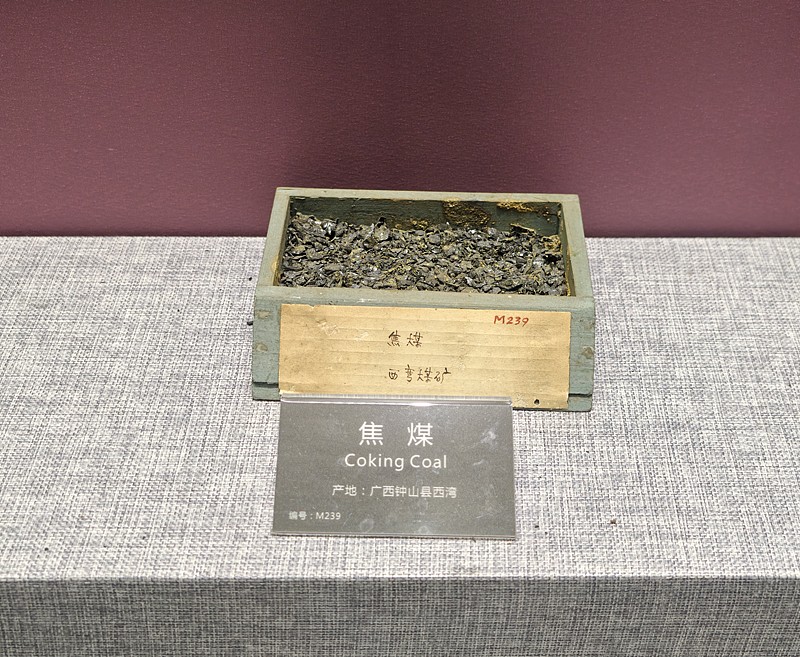 M239
焦煤
西弯煤矿
焦 煤
Coking Coal
产地：广西钟山县西湾
编号：M239